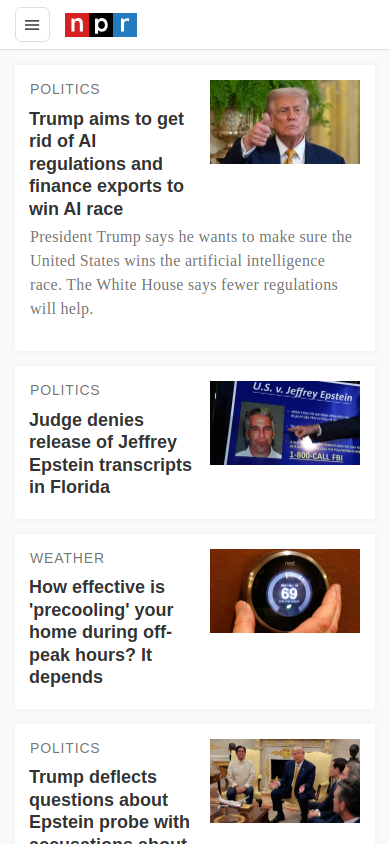 npr
POLITICS
Trump aims to get
rid of AI
regulations and
finance exports to
win AI race
President Trump says he wants to make sure the
United States wins the artificial intelligence
race. The White House says fewer regulations
will help.
POLITICS
Judge denies
release of Jeffrey
Epstein transcripts
in Florida
U.S. v. Jeffrey Epstein
1-800-CALL FBI
WEATHER
How effective is
'precooling' your
home during off-
peak hours? It
depends
nest
69
POLITICS
Trump deflects
questions about
Epstein probe with
accusations about